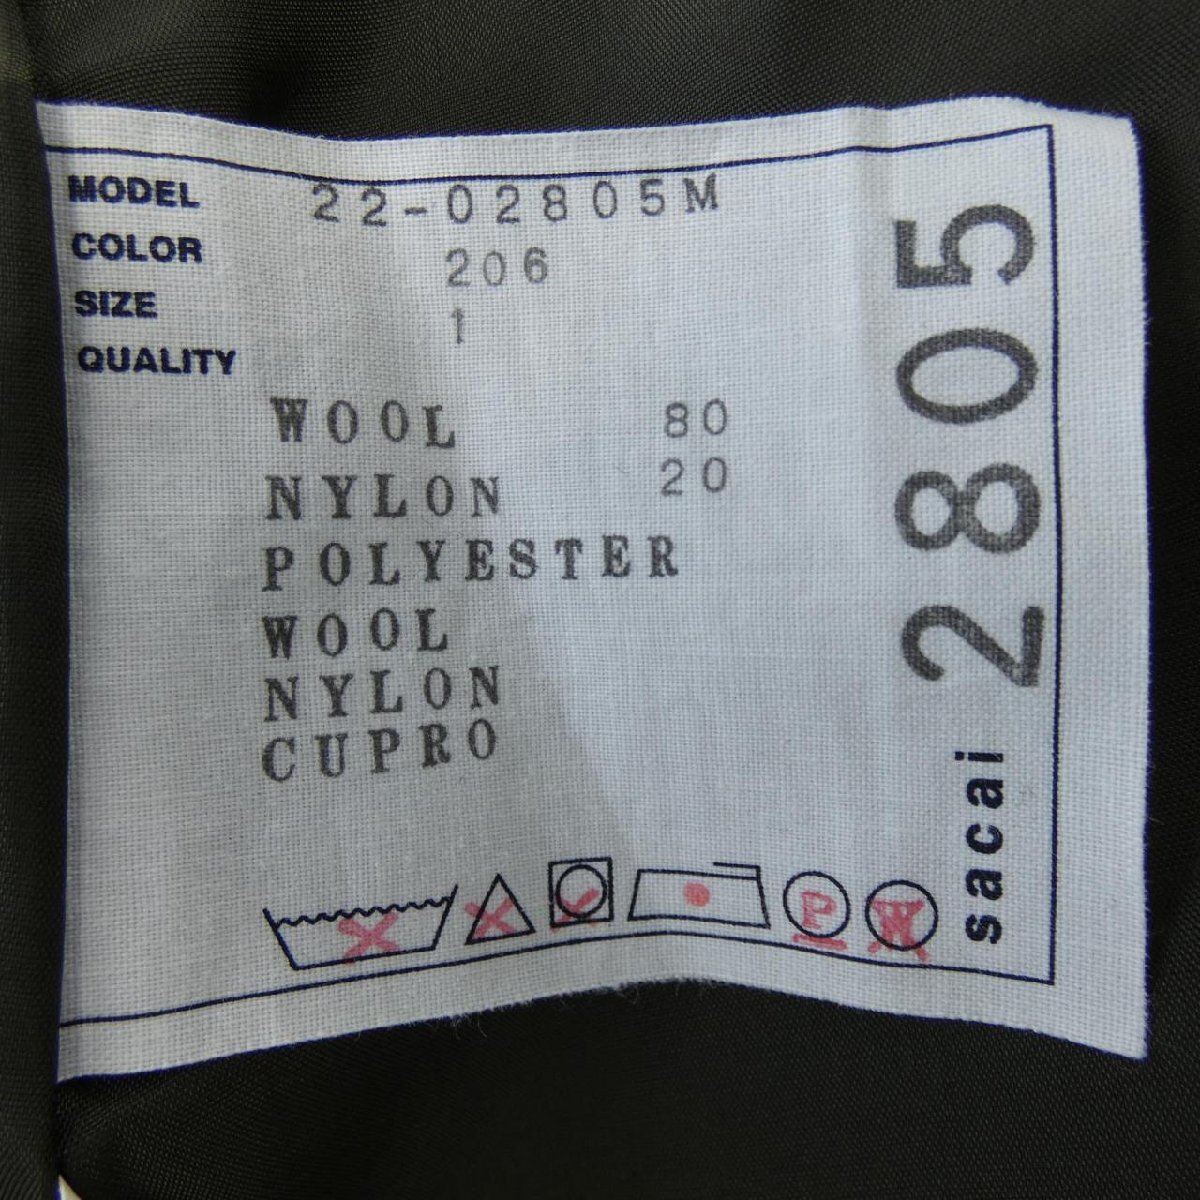 MODEL 22-02805M
COLOR 206
SIZE 1
QUALITY
WOOL 80
NYLON 20
POLYESTER
WOOL
NYLON
CUPRO
P W
sacai 2805